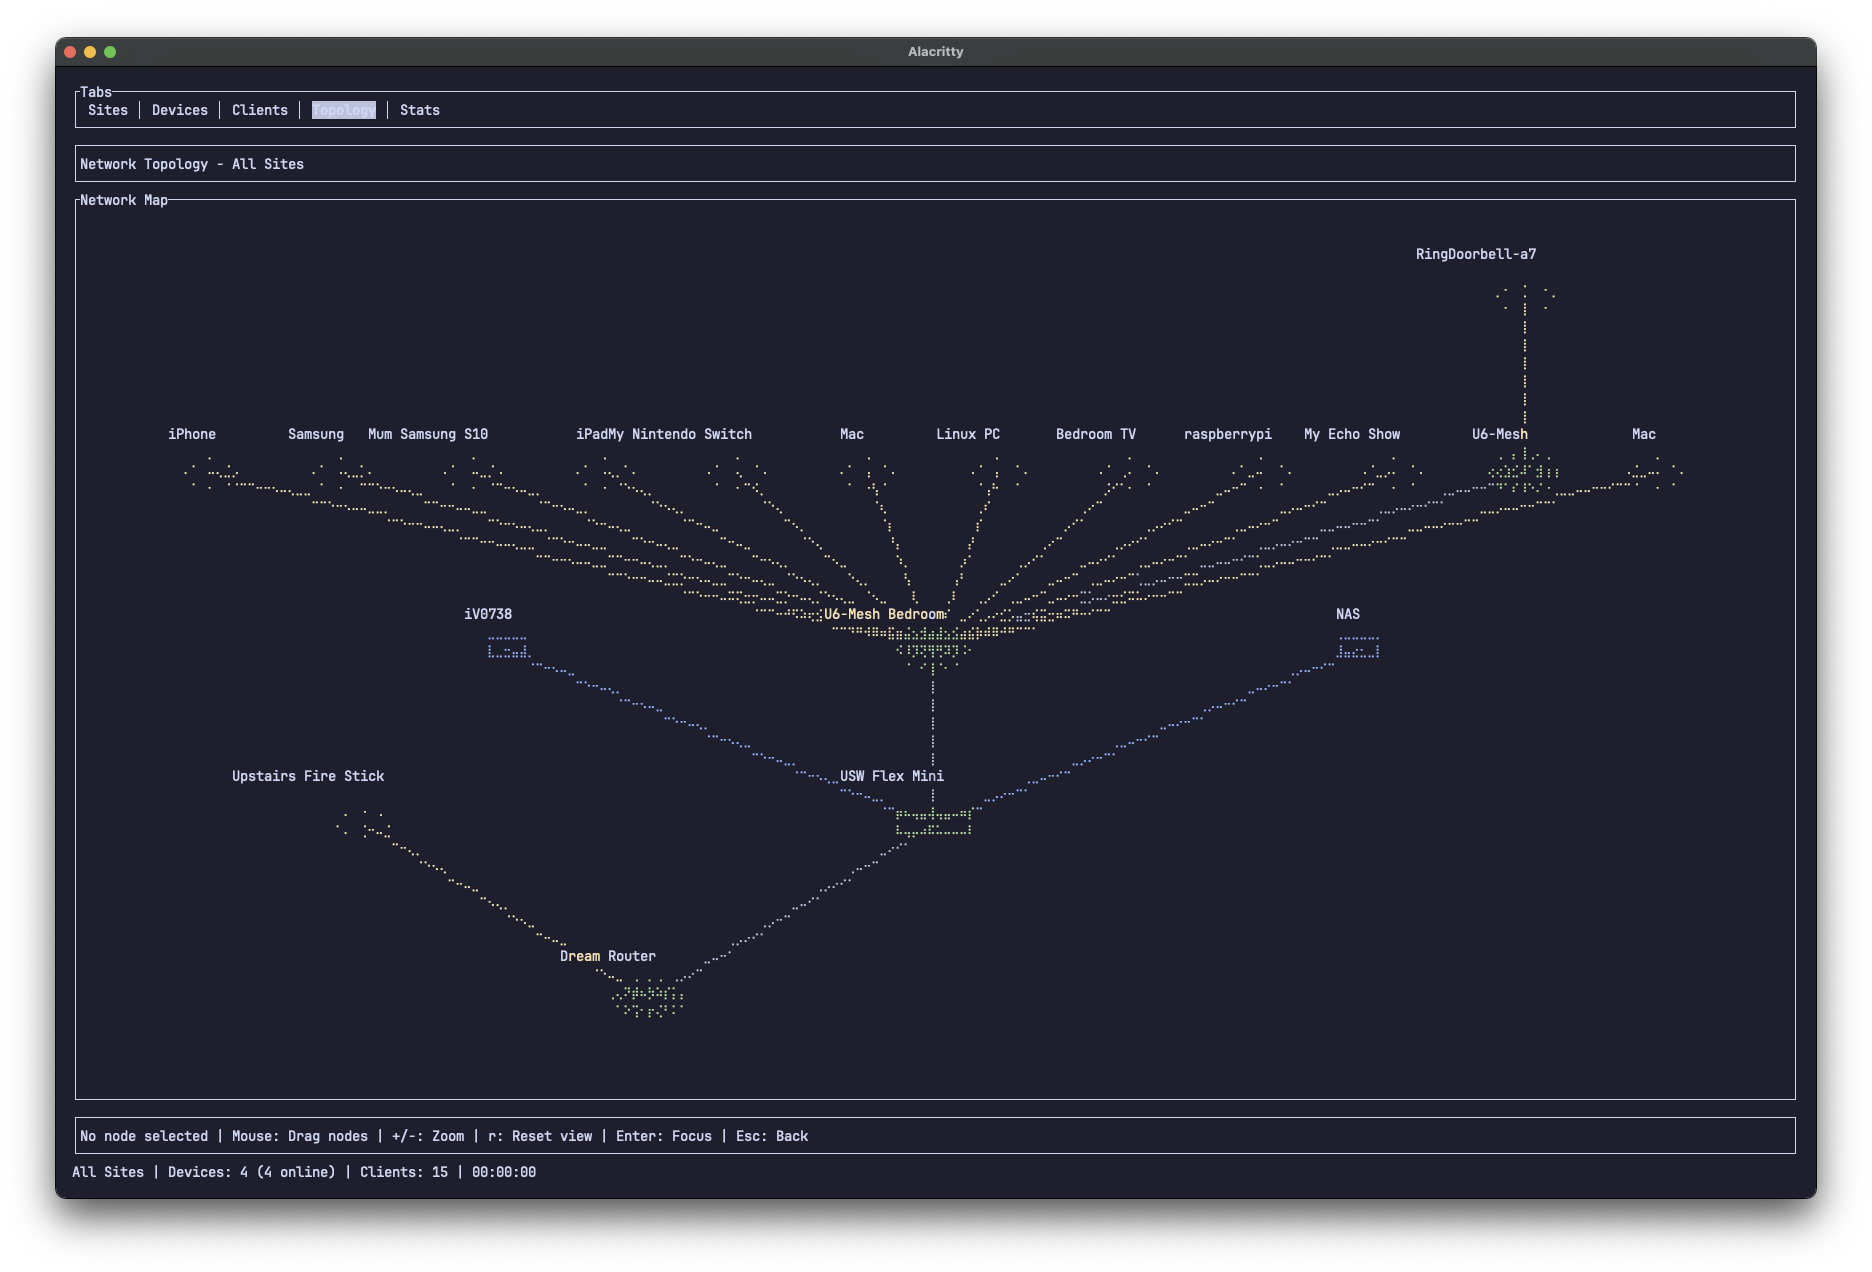 Alacritty
Tabs
Sites │ Devices │ Clients │ Topology │ Stats
Network Topology - All Sites
Network Map
RingDoorbell-a7
iPhone Samsung Mum Samsung S10 iPadMy Nintendo Switch Mac Linux PC Bedroom TV raspberrypi My Echo Show U6-Mesh Mac
iV0738 U6-Mesh Bedroom NAS
Upstairs Fire Stick USW Flex Mini
Dream Router
No node selected | Mouse: Drag nodes | +/-: Zoom | r: Reset view | Enter: Focus | Esc: Back
All Sites | Devices: 4 (4 online) | Clients: 15 | 00:00:00